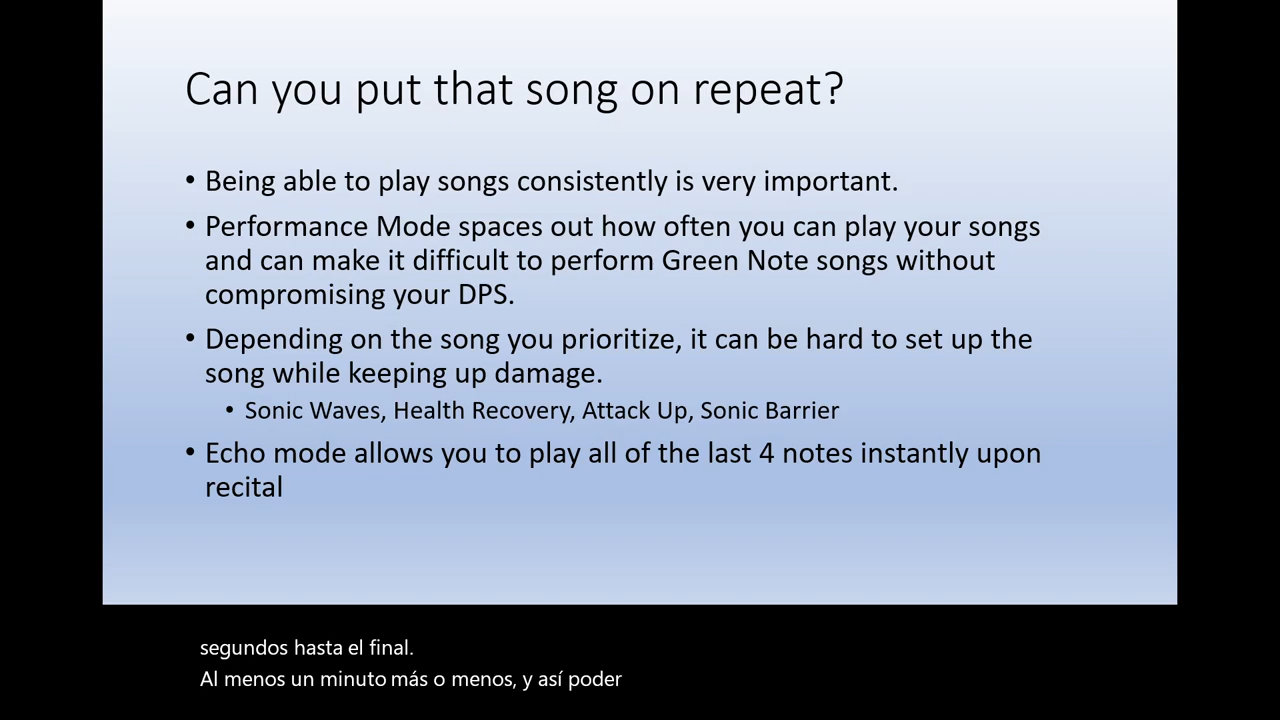 Can you put that song on repeat?
• Being able to play songs consistently is very important.
• Performance Mode spaces out how often you can play your songs
and can make it difficult to perform Green Note songs without
compromising your DPS.
• Depending on the song you prioritize, it can be hard to set up the
song while keeping up damage.
• Sonic Waves, Health Recovery, Attack Up, Sonic Barrier
• Echo mode allows you to play all of the last 4 notes instantly upon
recital
segundos hasta el final.
Al menos un minuto más o menos, y así poder